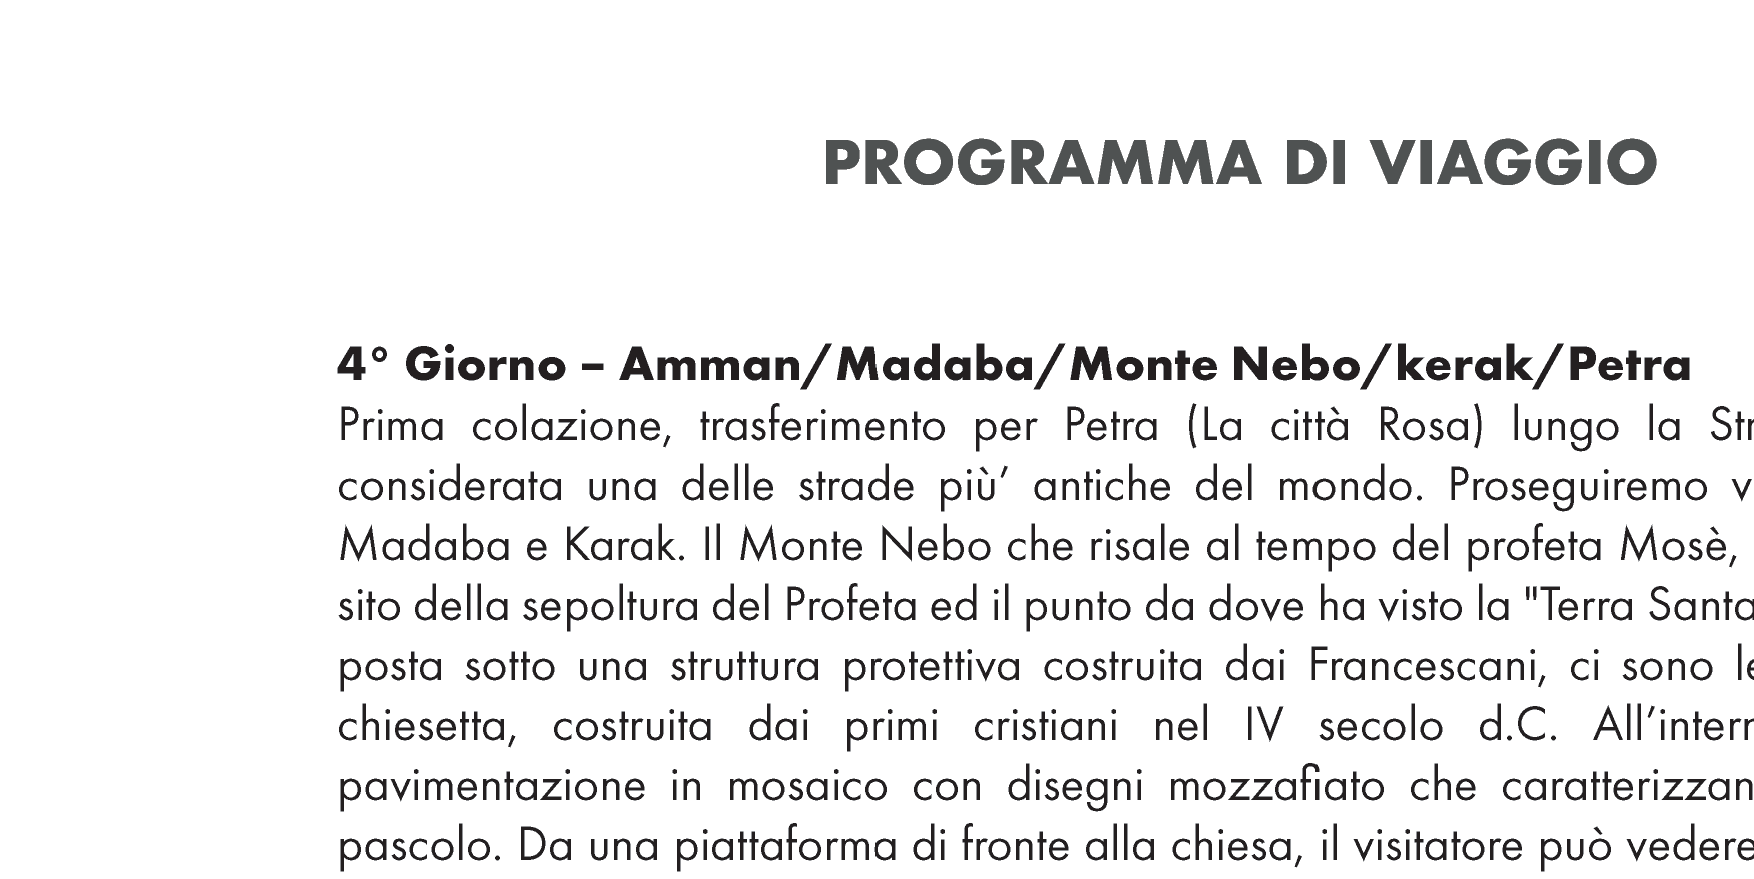 PROGRAMMA DI VIAGGIO
4° Giorno – Amman/Madaba/Monte Nebo/kerak/Petra
Prima colazione, trasferimento per Petra (La città Rosa) lungo la
considerata una delle strade più’ antiche del mondo. Proseguiremo
Madaba e Karak. Il Monte Nebo che risale al tempo del profeta Mosè,
sito della sepoltura del Profeta ed il punto da dove ha visto la "Terra Santa
posta sotto una struttura protettiva costruita dai Francescani, ci sono
chiesetta, costruita dai primi cristiani nel IV secolo d.C.
pavimentazione in mosaico con disegni mozzafiato che
pascolo. Da una piattaforma di fronte alla chiesa, il visitatore può vedere